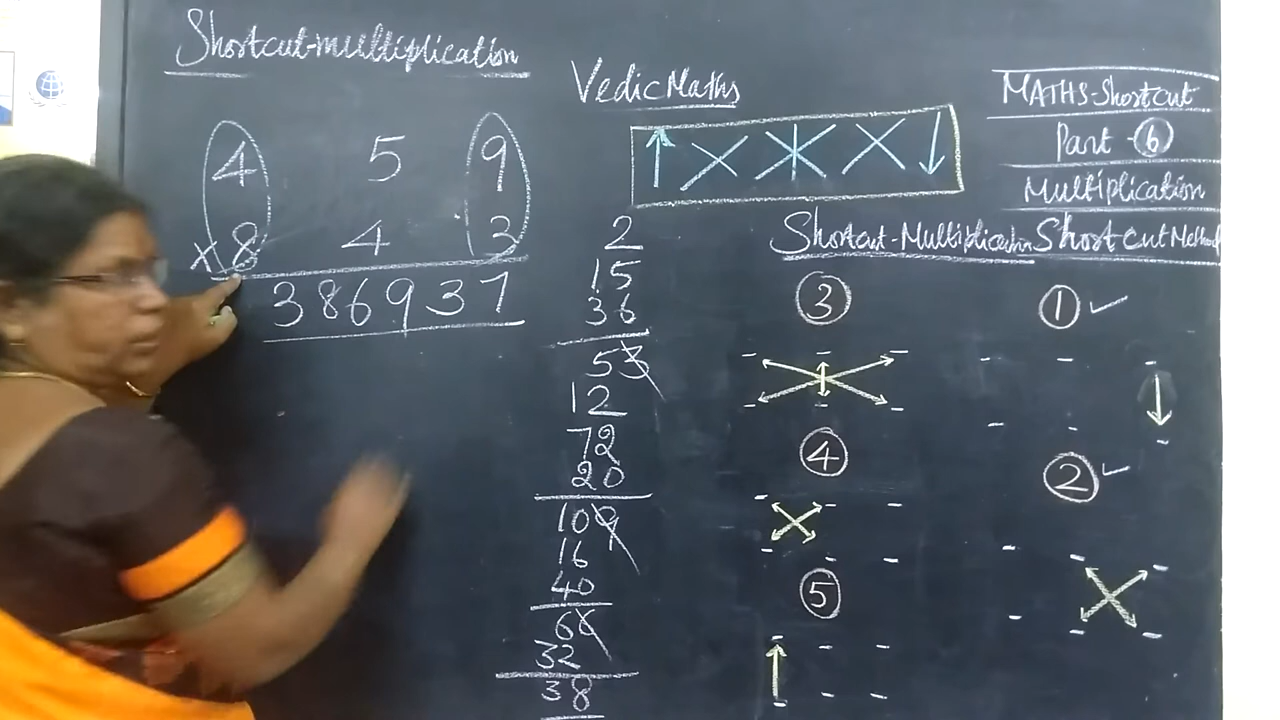 Shortcut-multiplication
4 5 9
×8 4 3
386937
Vedic Maths
2
15
36
53
12
72
20
109
16
40
66
32
38
MATHS-Shortcut
Part-6
Multiplication
Shortcut Method
1
2
Shortcut-Multiplication
3
4
5